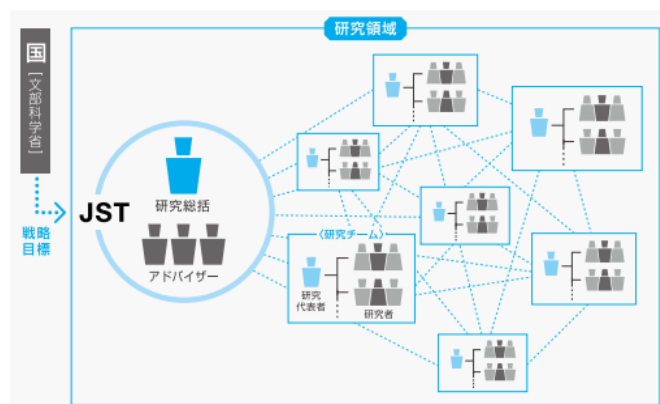 研究領域
国
[文部科学省]
戦略
目標
JST
研究総括
アドバイザー
〈研究チーム〉
研究
代表者
研究者